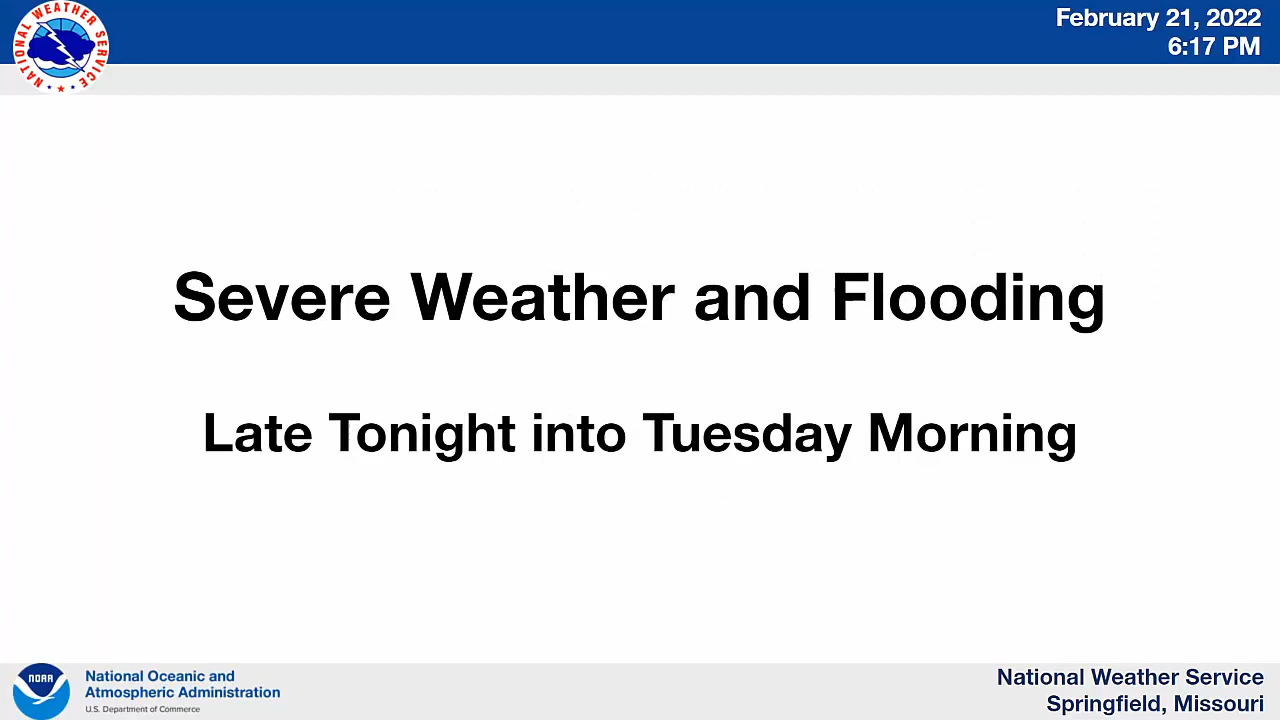 NATIONAL WEATHER SERVICE
February 21, 2022
6:17 PM
Severe Weather and Flooding
Late Tonight into Tuesday Morning
NOAA
National Oceanic and
Atmospheric Administration
U.S. Department of Commerce
National Weather Service
Springfield, Missouri